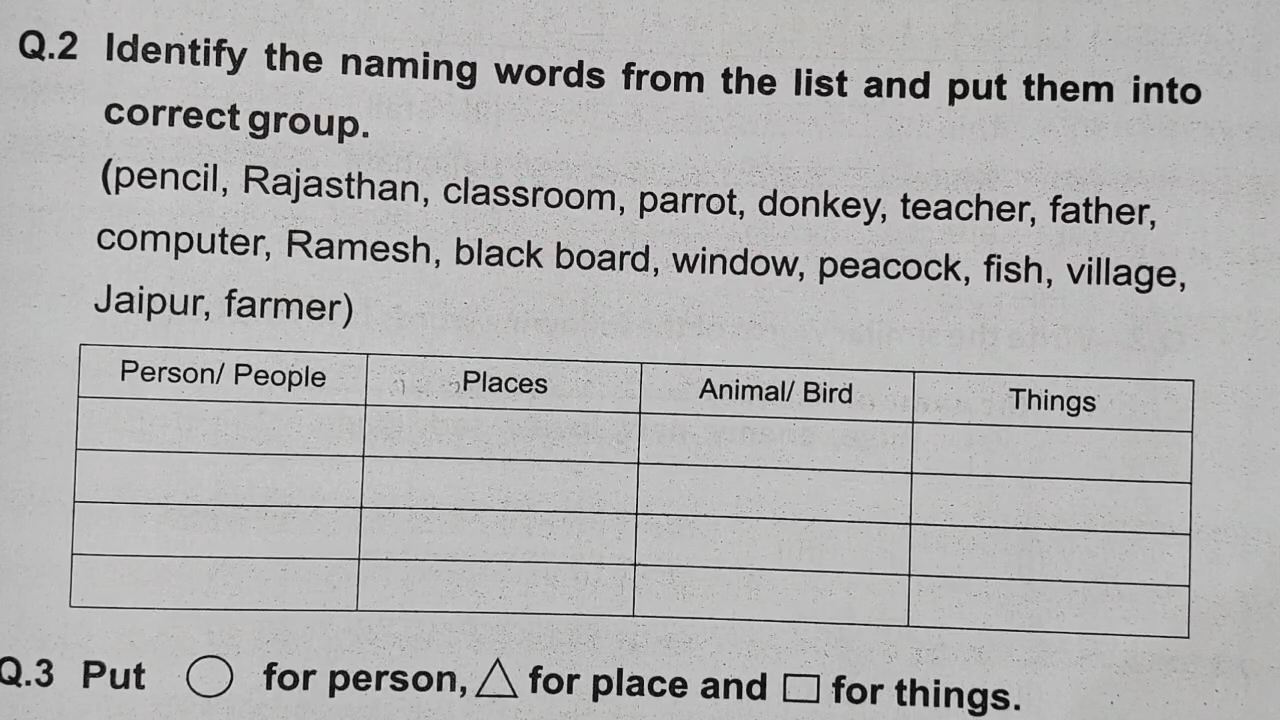 Q.2 Identify the naming words from the list and put them into
correct group.
(pencil, Rajasthan, classroom, parrot, donkey, teacher, father,
computer, Ramesh, black board, window, peacock, fish, village,
Jaipur, farmer)
Person/ People Places Animal/ Bird Things
Q.3 Put ◯ for person, △ for place and □ for things.